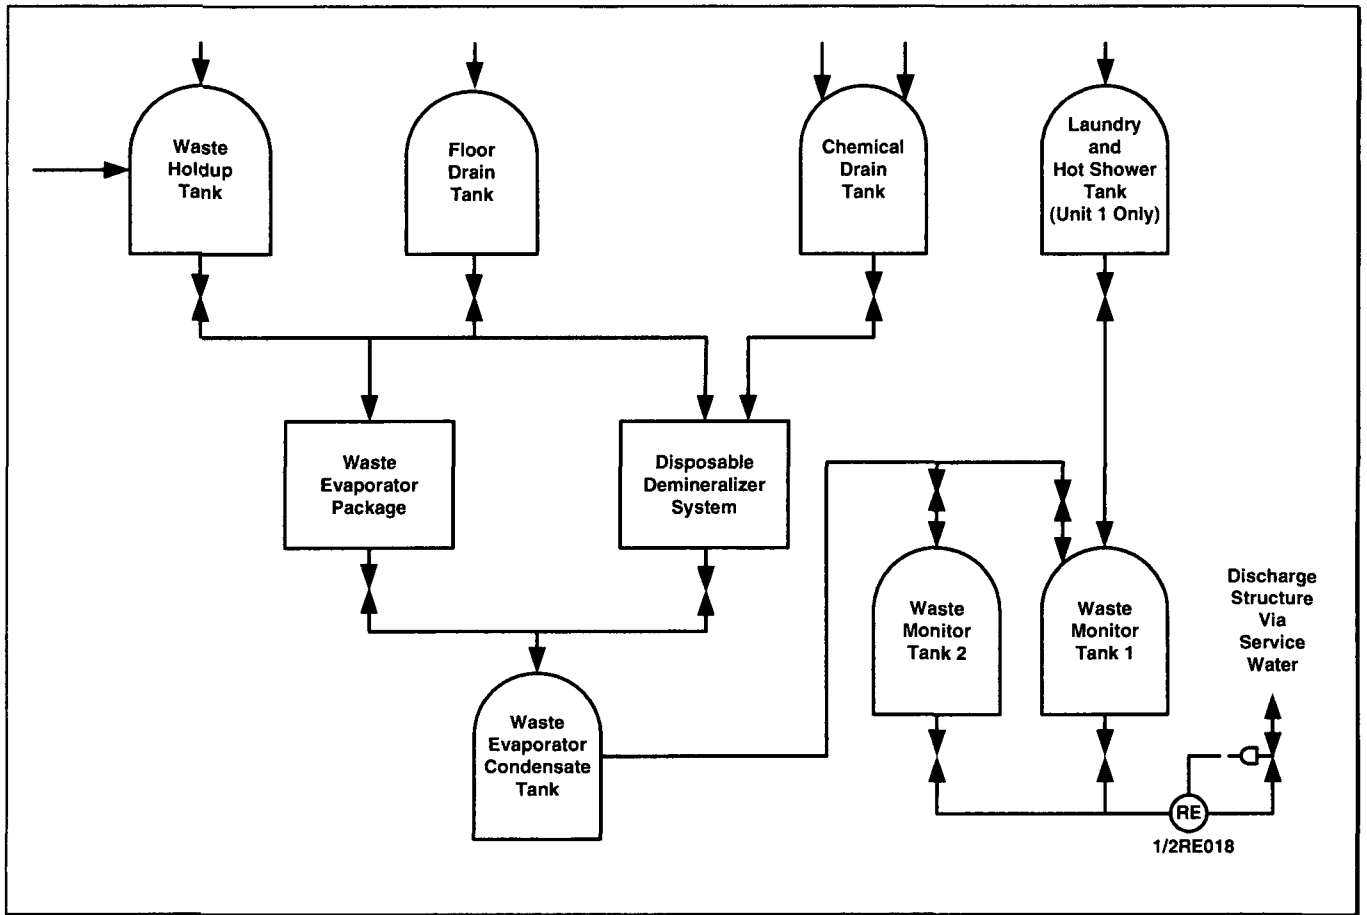 Waste
Holdup
Tank
Floor
Drain
Tank
Chemical
Drain
Tank
Laundry
and
Hot Shower
Tank
(Unit 1 Only)
Waste
Evaporator
Package
Disposable
Demineralizer
System
Waste
Evaporator
Condensate
Tank
Waste
Monitor
Tank 2
Waste
Monitor
Tank 1
Discharge
Structure
Via
Service
Water
RE
1/2RE018